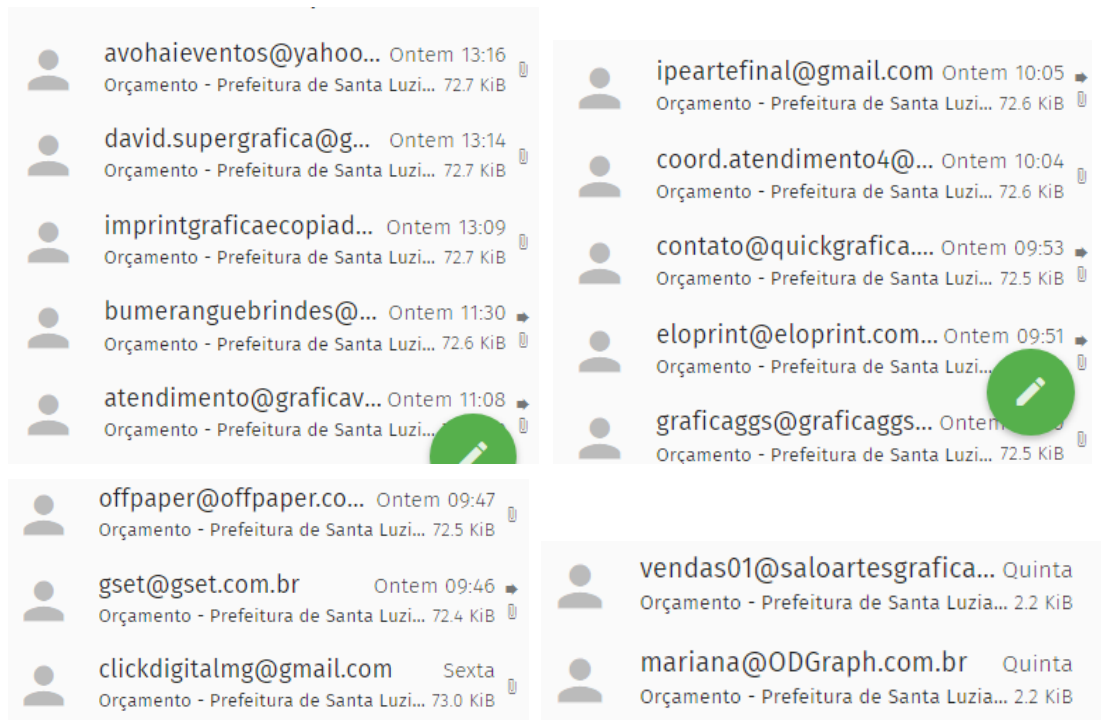 avohaieventos@yahoo... Ontem 13:16
Orçamento - Prefeitura de Santa Luzi... 72.7 KiB
david.supergrafica@g... Ontem 13:14
Orçamento - Prefeitura de Santa Luzi... 72.7 KiB
imprintgraficaecopiad... Ontem 13:09
Orçamento - Prefeitura de Santa Luzi... 72.7 KiB
bumeranguebrindes@... Ontem 11:30
Orçamento - Prefeitura de Santa Luzi... 72.6 KiB
atendimento@graficav... Ontem 11:08
Orçamento - Prefeitura de Santa Luzi...
ipeartefinal@gmail.com Ontem 10:05
Orçamento - Prefeitura de Santa Luzi... 72.6 KiB
coord.atendimento4@... Ontem 10:04
Orçamento - Prefeitura de Santa Luzi... 72.6 KiB
contato@quickgrafica.... Ontem 09:53
Orçamento - Prefeitura de Santa Luzi... 72.5 KiB
eloprint@eloprint.com... Ontem 09:51
Orçamento - Prefeitura de Santa Luzi...
graficaggs@graficaggs... Ontem
Orçamento - Prefeitura de Santa Luzi... 72.5 KiB
offpaper@offpaper.co... Ontem 09:47
Orçamento - Prefeitura de Santa Luzi... 72.5 KiB
gset@gset.com.br Ontem 09:46
Orçamento - Prefeitura de Santa Luzi... 72.4 KiB
clickdigitalmg@gmail.com Sexta
Orçamento - Prefeitura de Santa Luzi... 73.0 KiB
vendas01@saloartesgrafica... Quinta
Orçamento - Prefeitura de Santa Luzia... 2.2 KiB
mariana@ODGraph.com.br Quinta
Orçamento - Prefeitura de Santa Luzia... 2.2 KiB